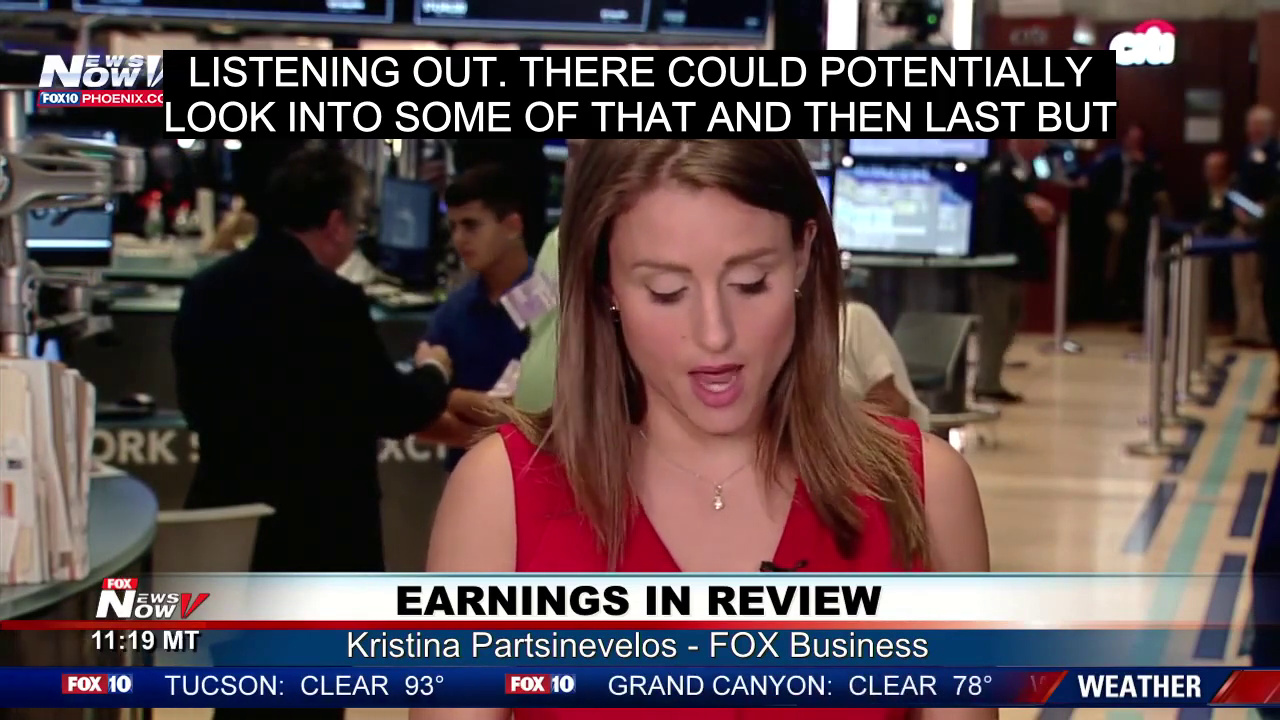 NEWS
NOW
FOX10 PHOENIX.CO
LISTENING OUT. THERE COULD POTENTIALLY
LOOK INTO SOME OF THAT AND THEN LAST BUT
citi
ORK S
XC
FOX
NEWS
NOW
EARNINGS IN REVIEW
11:19 MT
Kristina Partsinevelos - FOX Business
FOX 10 TUCSON: CLEAR 93° FOX 10 GRAND CANYON: CLEAR 78° WEATHER